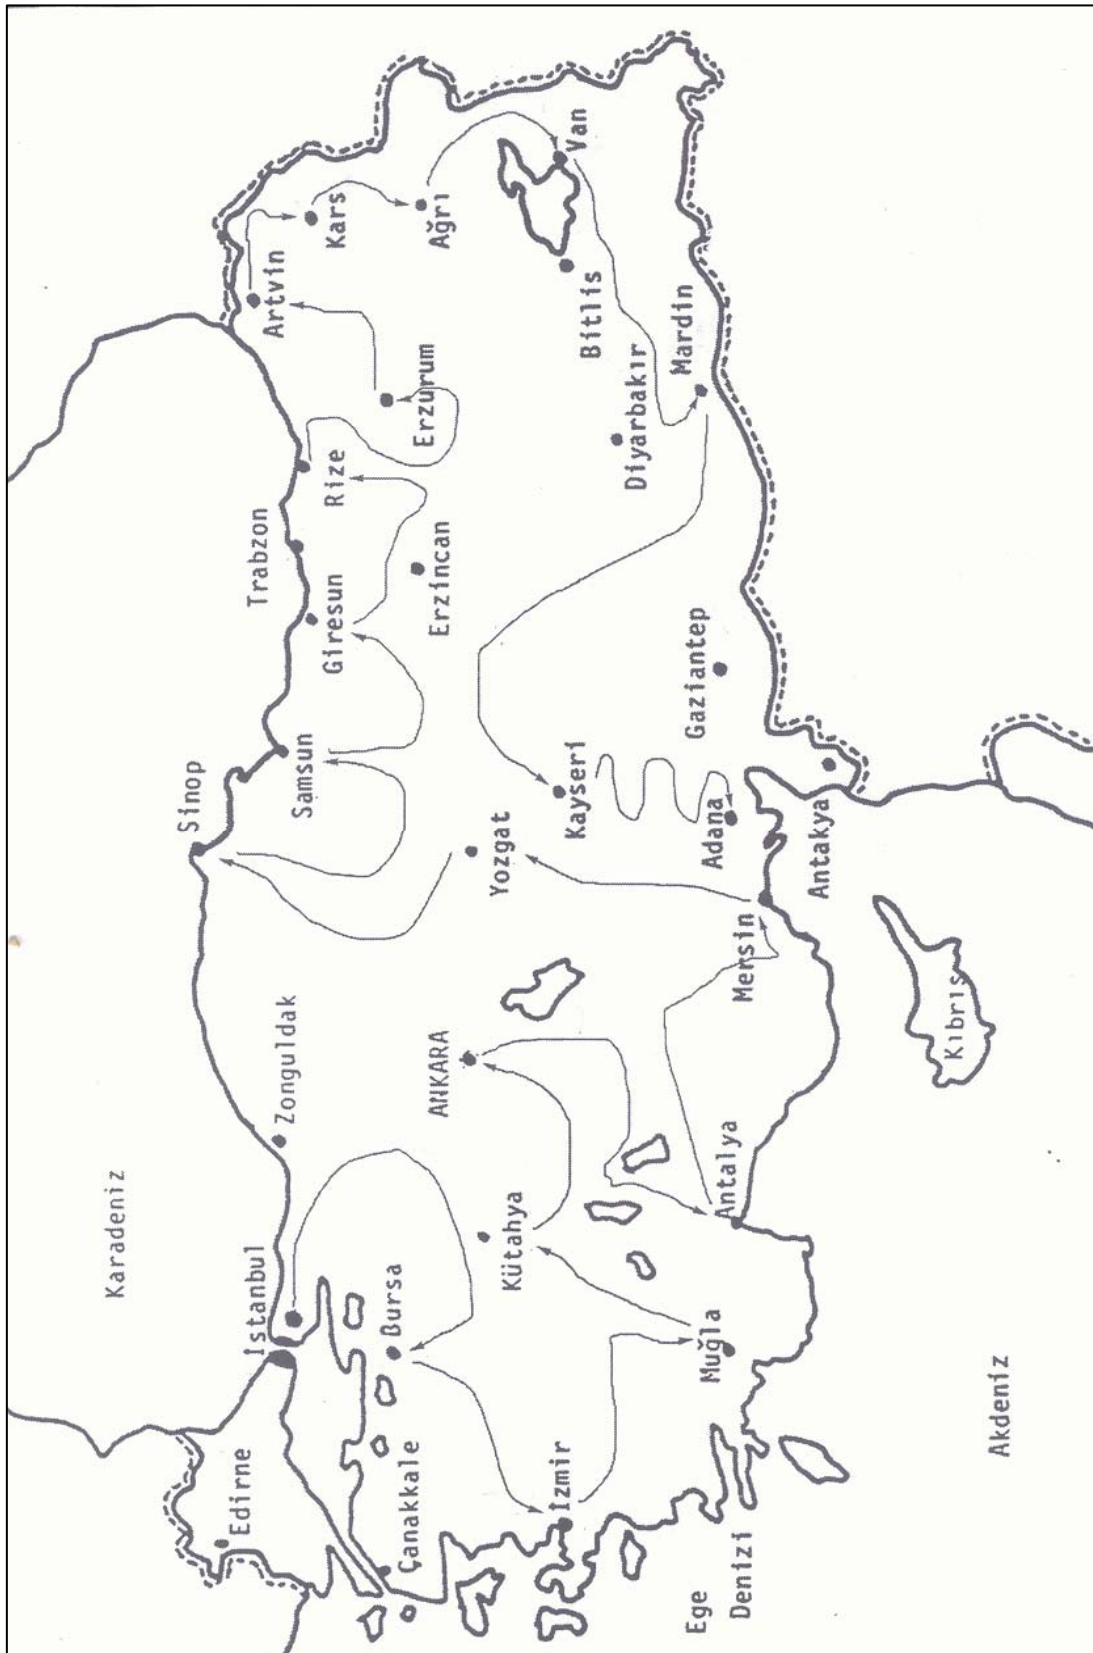 Karadeniz
Sinop
Edirne
İstanbul
Zonguldak
Samsun
Trabzon
Giresun
Rize
Artvin
Kars
Çanakkale
Bursa
ANKARA
Kütahya
Yozgat
Erzincan
Erzurum
Ağrı
İzmir
Kayseri
Diyarbakır
Bitlis
Van
Muğla
Antalya
Mersin
Adana
Gaziantep
Mardin
Ege
Denizi
Antakya
Kıbrıs
Akdeniz